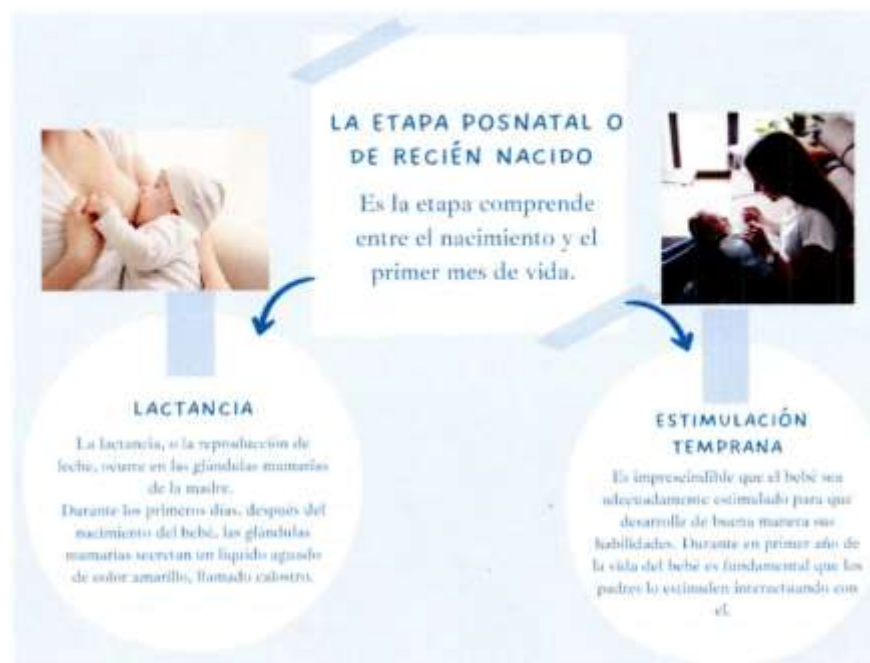 LA ETAPA POSNATAL O
DE RECIÉN NACIDO
Es la etapa comprende
entre el nacimiento y el
primer mes de vida.
LACTANCIA
La lactancia, o la reproducción de
leche, ocurre en las glándulas mamarias
de la madre.
Durante los primeros días, después del
nacimiento del bebé, las glándulas
mamarias secretan un líquido aguado
de color amarillo, llamado calostro.
ESTIMULACIÓN
TEMPRANA
Es imprescindible que el bebé sea
adecuadamente estimulado para que
desarrolle de buena manera sus
habilidades. Durante en primer año de
la vida del bebé es fundamental que los
padres lo estimulen interactuando con
el.